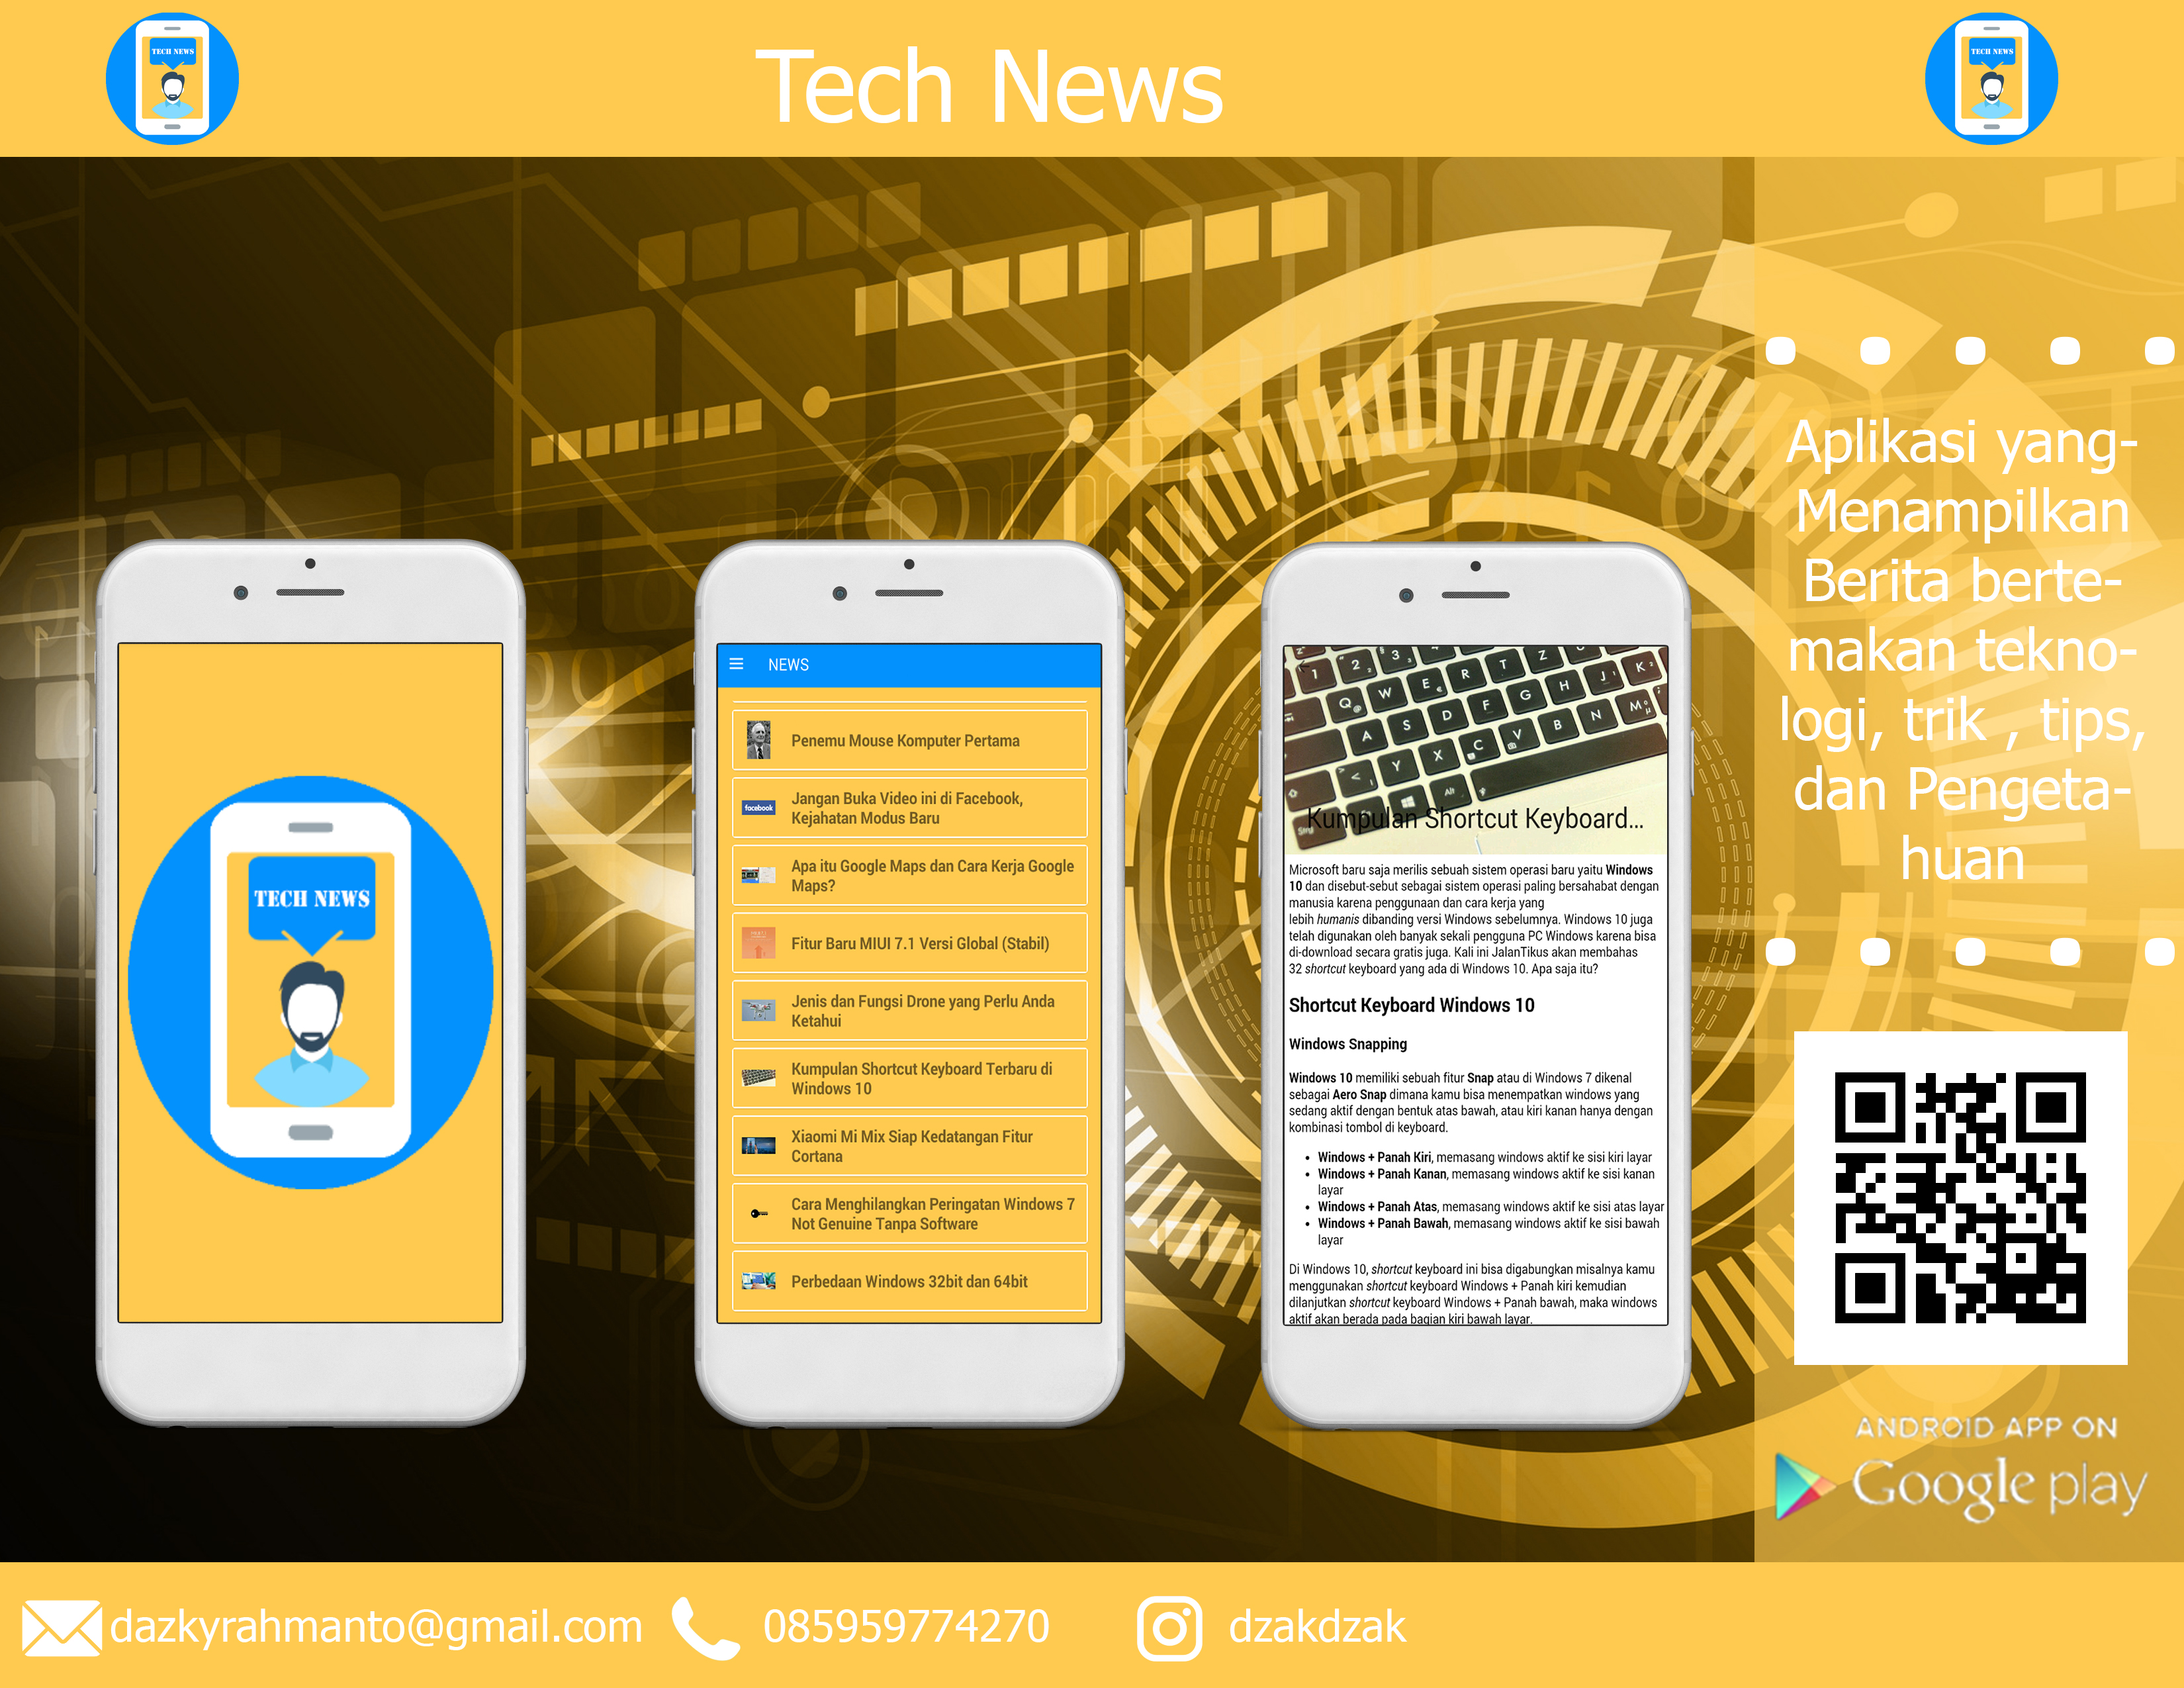 TECH NEWS
Tech News
TECH NEWS
TECH NEWS
NEWS
Penemu Mouse Komputer Pertama
facebook
Jangan Buka Video ini di Facebook,
Kejahatan Modus Baru
Apa itu Google Maps dan Cara Kerja Google
Maps?
Fitur Baru MIUI 7.1 Versi Global (Stabil)
Jenis dan Fungsi Drone yang Perlu Anda
Ketahui
Kumpulan Shortcut Keyboard Terbaru di
Windows 10
Xiaomi Mi Mix Siap Kedatangan Fitur
Cortana
Cara Menghilangkan Peringatan Windows 7
Not Genuine Tanpa Software
Perbedaan Windows 32bit dan 64bit
Kumpulan Shortcut Keyboard...
Microsoft baru saja merilis sebuah sistem operasi baru yaitu Windows
10 dan disebut-sebut sebagai sistem operasi paling bersahabat dengan
manusia karena penggunaan dan cara kerja yang
lebih humanis dibanding versi Windows sebelumnya. Windows 10 juga
telah digunakan oleh banyak sekali pengguna PC Windows karena bisa
di-download secara gratis juga. Kali ini JalanTikus akan membahas
32 shortcut keyboard yang ada di Windows 10. Apa saja itu?
Shortcut Keyboard Windows 10
Windows Snapping
Windows 10 memiliki sebuah fitur Snap atau di Windows 7 dikenal
sebagai Aero Snap dimana kamu bisa menempatkan windows yang
sedang aktif dengan bentuk atas bawah, atau kiri kanan hanya dengan
kombinasi tombol di keyboard.
• Windows + Panah Kiri, memasang windows aktif ke sisi kiri layar
• Windows + Panah Kanan, memasang windows aktif ke sisi kanan
layar
• Windows + Panah Atas, memasang windows aktif ke sisi atas layar
• Windows + Panah Bawah, memasang windows aktif ke sisi bawah
layar
Di Windows 10, shortcut keyboard ini bisa digabungkan misalnya kamu
menggunakan shortcut keyboard Windows + Panah kiri kemudian
dilanjutkan shortcut keyboard Windows + Panah bawah, maka windows
aktif akan berada pada bagian kiri bawah layar.
Aplikasi yang-
Menampilkan
Berita berte-
makan tekno-
logi, trik , tips,
dan Pengeta-
huan
ANDROID APP ON
Google play
dazkyrahmanto@gmail.com
085959774270
dzakdzak